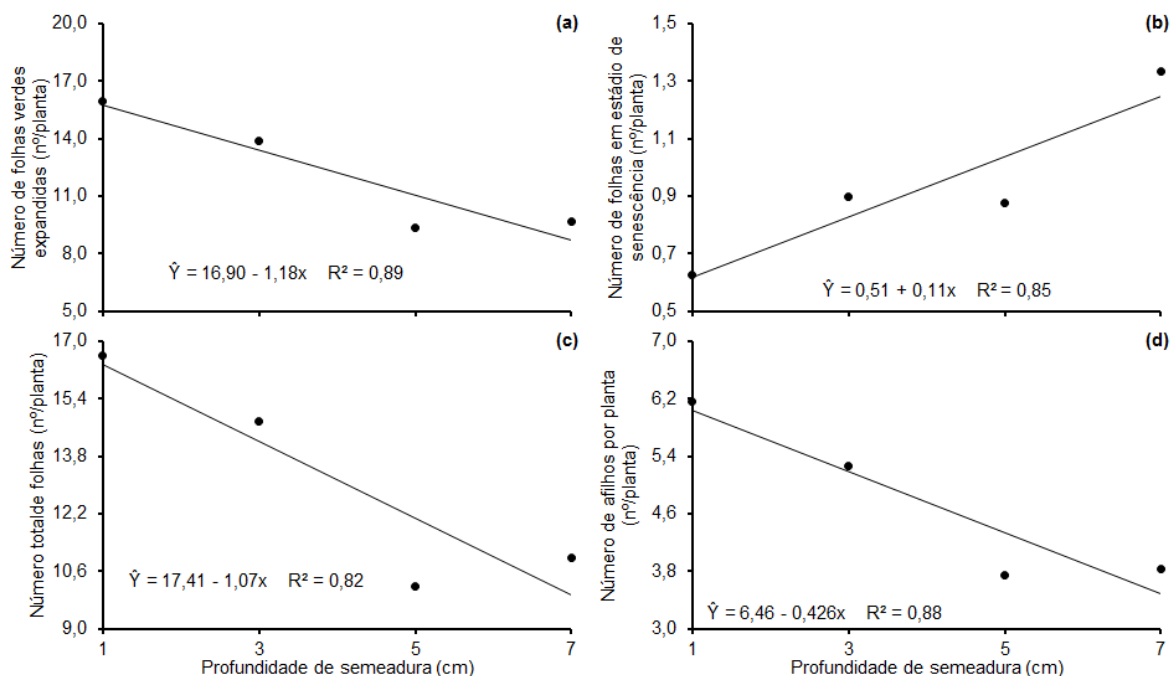 (a)
Número de folhas verdes
expandidas (nº/planta)
20,0
17,0
14,0
11,0
8,0
5,0
Ŷ = 16,90 - 1,18x R² = 0,89
(b)
Número de folhas em estádio de
senescência (nº/planta)
1,5
1,3
1,1
0,9
0,7
0,5
Ŷ = 0,51 + 0,11x R² = 0,85
(c)
Número totalde folhas (nº/planta)
17,0
15,4
13,8
12,2
10,6
9,0
Ŷ = 17,41 - 1,07x R² = 0,82
1 3 5 7
Profundidade de semeadura (cm)
(d)
Número de afilhos por planta
(nº/planta)
7,0
6,2
5,4
4,6
3,8
3,0
Ŷ = 6,46 - 0,426x R² = 0,88
1 3 5 7
Profundidade de semeadura (cm)